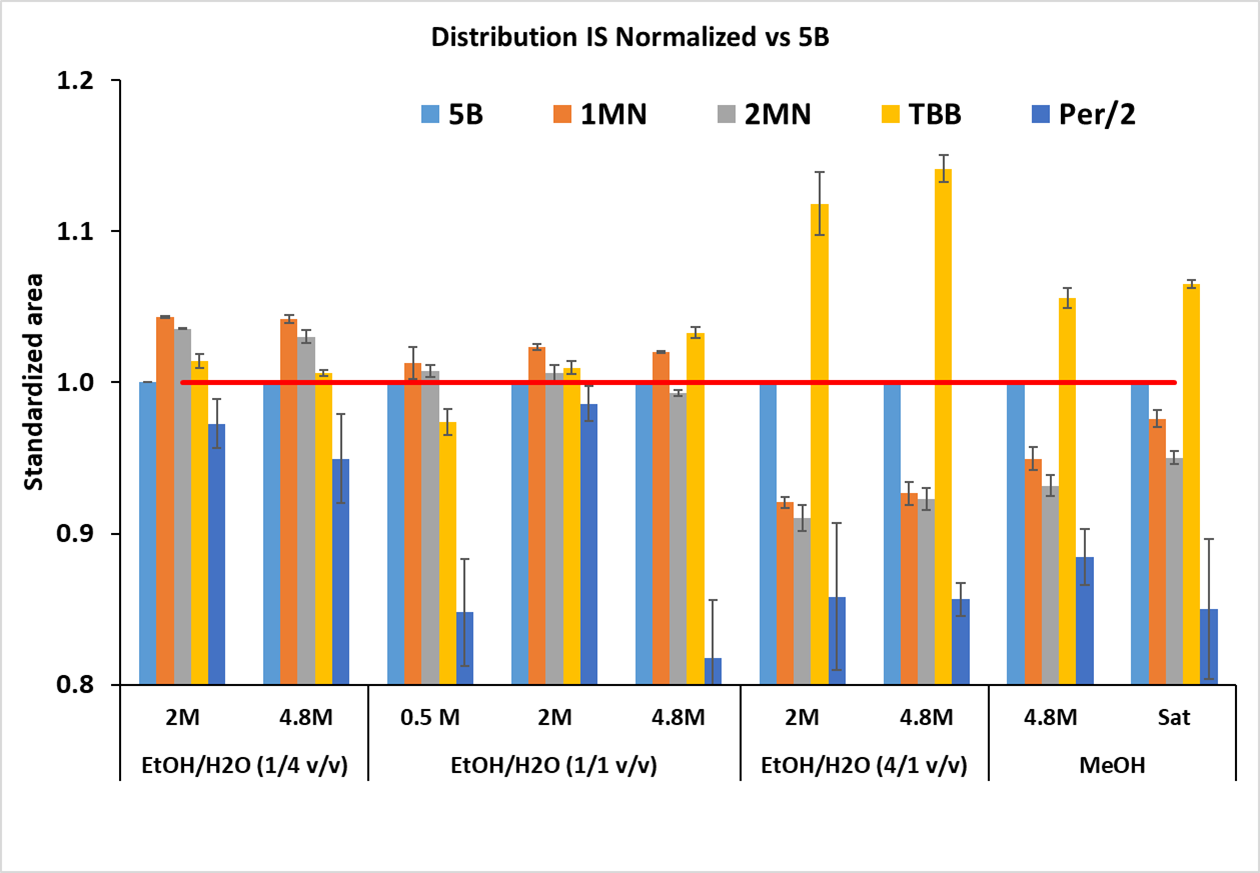 Distribution IS Normalized vs 5B
5B 1MN 2MN TBB Per/2
Standardized area
1.2
1.1
1.0
0.9
0.8
2M 4.8M 0.5 M 2M 4.8M 2M 4.8M 4.8M Sat
EtOH/H2O (1/4 v/v) EtOH/H2O (1/1 v/v) EtOH/H2O (4/1 v/v) MeOH